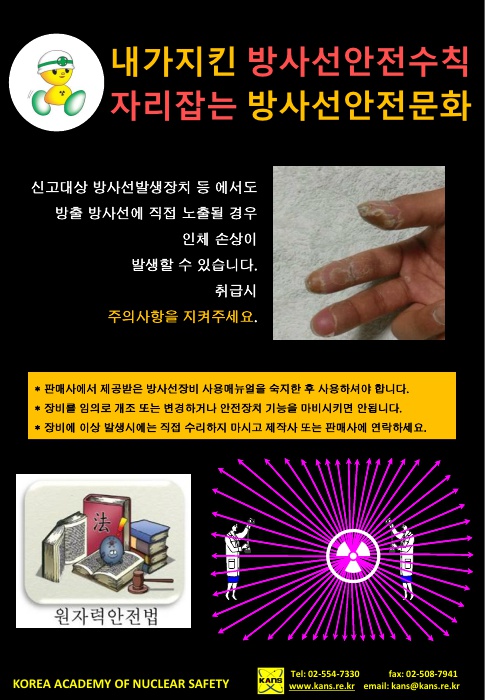 내가지킨 방사선안전수칙
자리잡는 방사선안전문화
신고대상 방사선발생장치 등 에서도
방출 방사선에 직접 노출될 경우
인체 손상이
발생할 수 있습니다.
취급시
주의사항을 지켜주세요.
* 판매사에서 제공받은 방사선장비 사용매뉴얼을 숙지한 후 사용하셔야 합니다.
* 장비를 임의로 개조 또는 변경하거나 안전장치 기능을 마비시키면 안됩니다.
* 장비에 이상 발생시에는 직접 수리하지 마시고 제작사 또는 판매사에 연락하세요.
法
원자력안전법
KOREA ACADEMY OF NUCLEAR SAFETY
KANS
Tel: 02-554-7330 fax: 02-508-7941
www.kans.re.kr email: kans@kans.re.kr